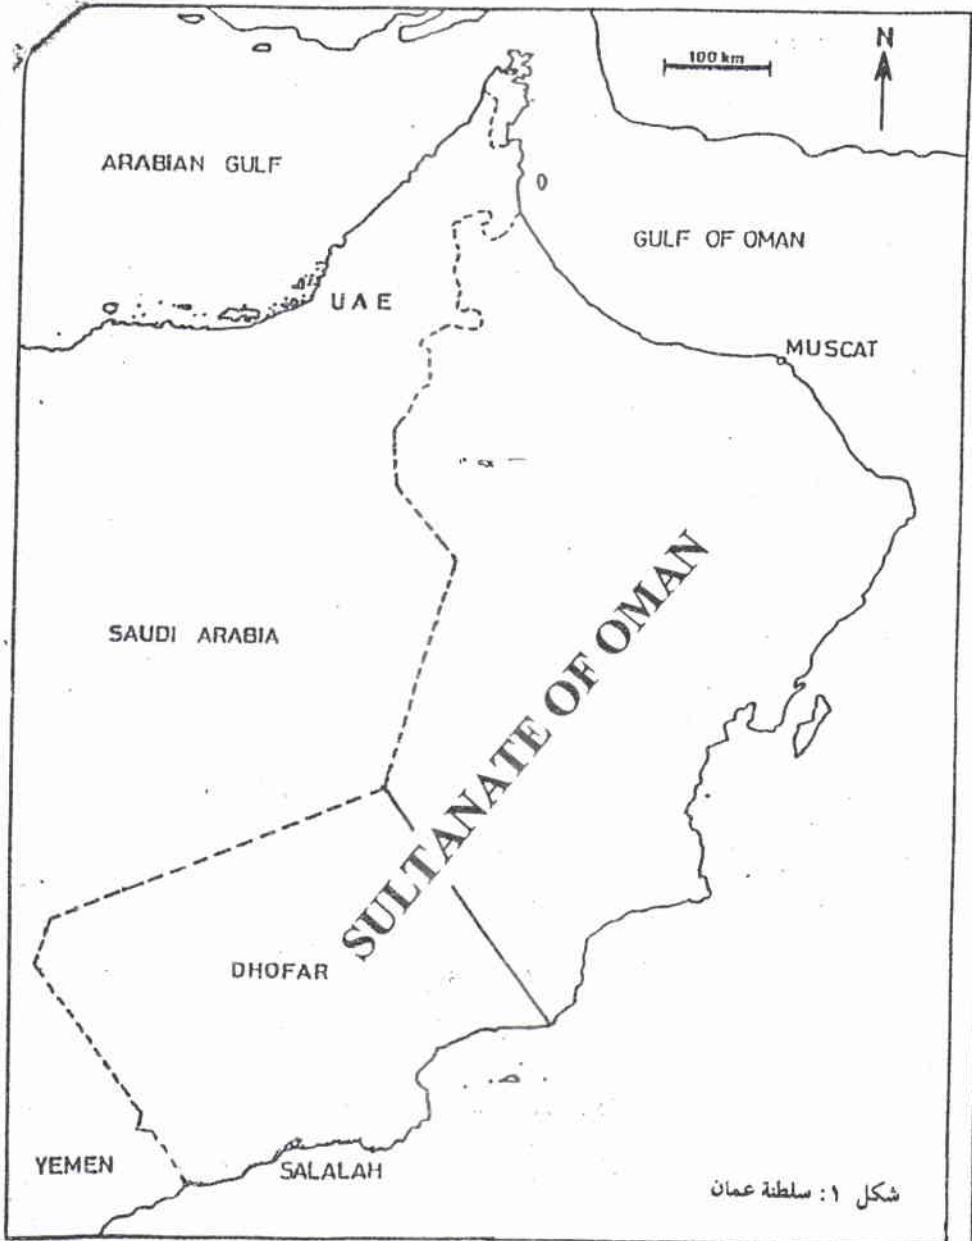 100 km
N
ARABIAN GULF
GULF OF OMAN
UAE
MUSCAT
SAUDI ARABIA
SULTANATE OF OMAN
DHOFAR
YEMEN
SALALAH
شكل ١: سلطنة عمان